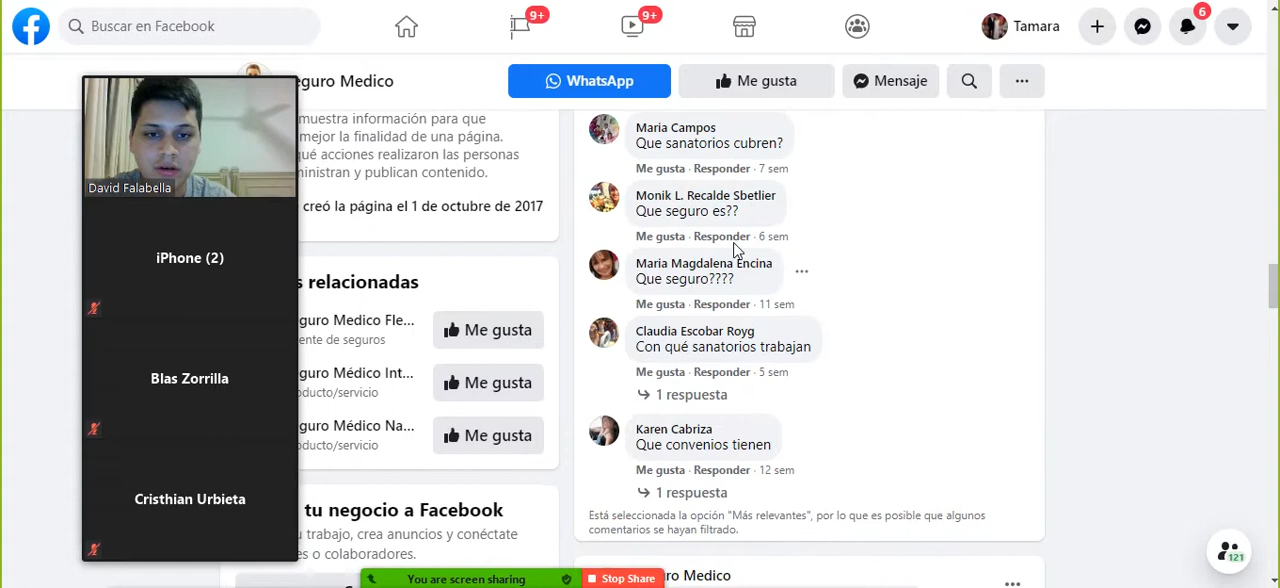 Buscar en Facebook
9+
9+
Tamara
6
eguro Medico
WhatsApp
Me gusta
Mensaje
muestra información para que
mejor la finalidad de una página.
qué acciones realizaron las personas
ministran y publican contenido.
creó la página el 1 de octubre de 2017
s relacionadas
guro Medico Fle...
ente de seguros
Me gusta
guro Médico Int...
oducto/servicio
Me gusta
guro Médico Na...
oducto/servicio
Me gusta
tu negocio a Facebook
u trabajo, crea anuncios y conéctate
es o colaboradores.
David Falabella
iPhone (2)
Blas Zorrilla
Cristhian Urbieta
Maria Campos
Que sanatorios cubren?
Me gusta · Responder · 7 sem
Monik L. Recalde Sbetlier
Que seguro es??
Me gusta · Responder · 6 sem
Maria Magdalena Encina
Que seguro????
Me gusta · Responder · 11 sem
Claudia Escobar Royg
Con qué sanatorios trabajan
Me gusta · Responder · 5 sem
1 respuesta
Karen Cabriza
Que convenios tienen
Me gusta · Responder · 12 sem
1 respuesta
Está seleccionada la opción "Más relevantes", por lo que es posible que algunos
comentarios se hayan filtrado.
ro Medico
121
You are screen sharing
Stop Share